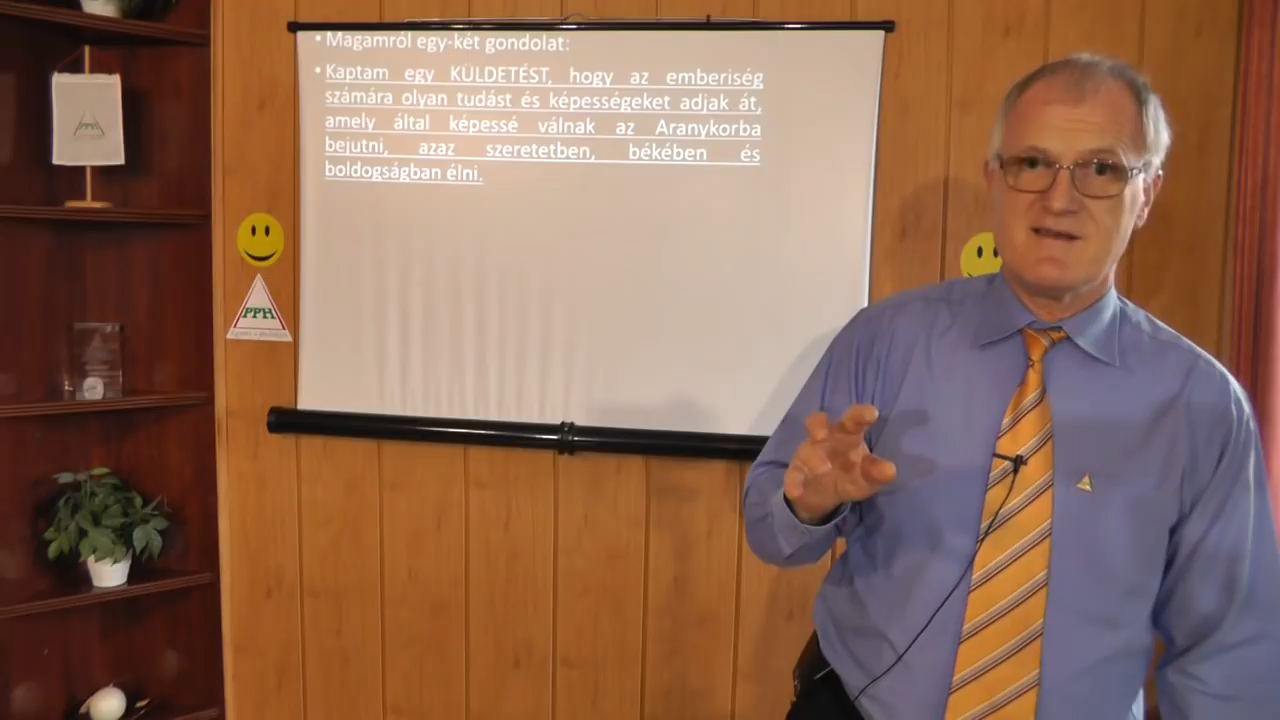 • Magamról egy-két gondolat:
• Kaptam egy KÜLDETÉST, hogy az emberiség
számára olyan tudást és képességeket adjak át,
amely által képessé válnak az Aranykorba
bejutni, azaz szeretetben, békében és
boldogságban élni.
PPH